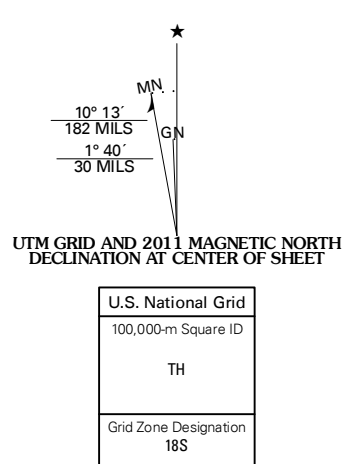 MN
10° 13´
182 MILS
GN
1° 40´
30 MILS
UTM GRID AND 2011 MAGNETIC NORTH
DECLINATION AT CENTER OF SHEET
U.S. National Grid
100,000-m Square ID
TH
Grid Zone Designation
18S